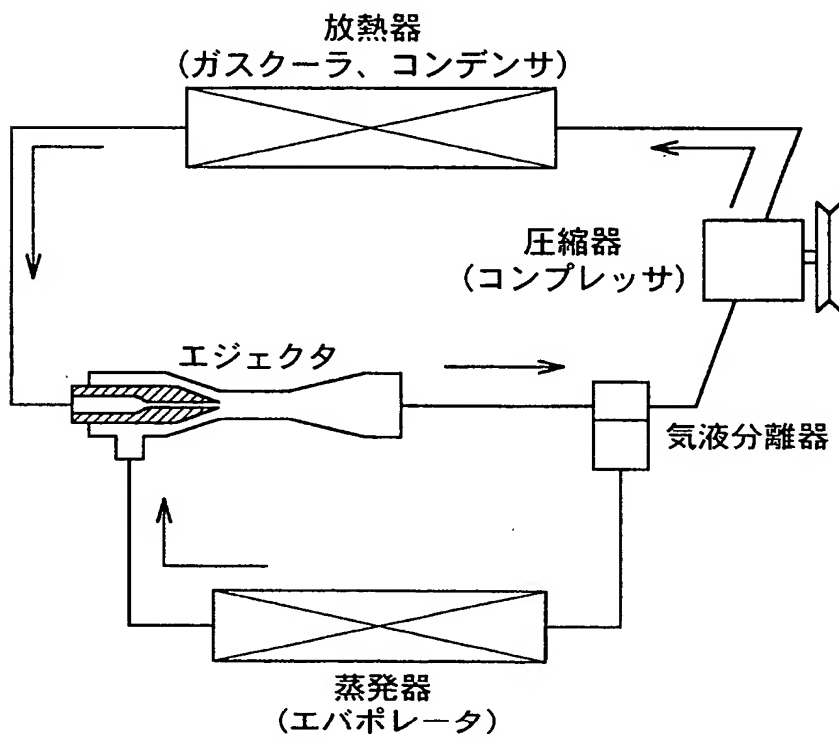 放熱器
(ガスクーラ、コンデンサ)
圧縮器
(コンプレッサ)
エジェクタ
気液分離器
蒸発器
(エバポレータ)